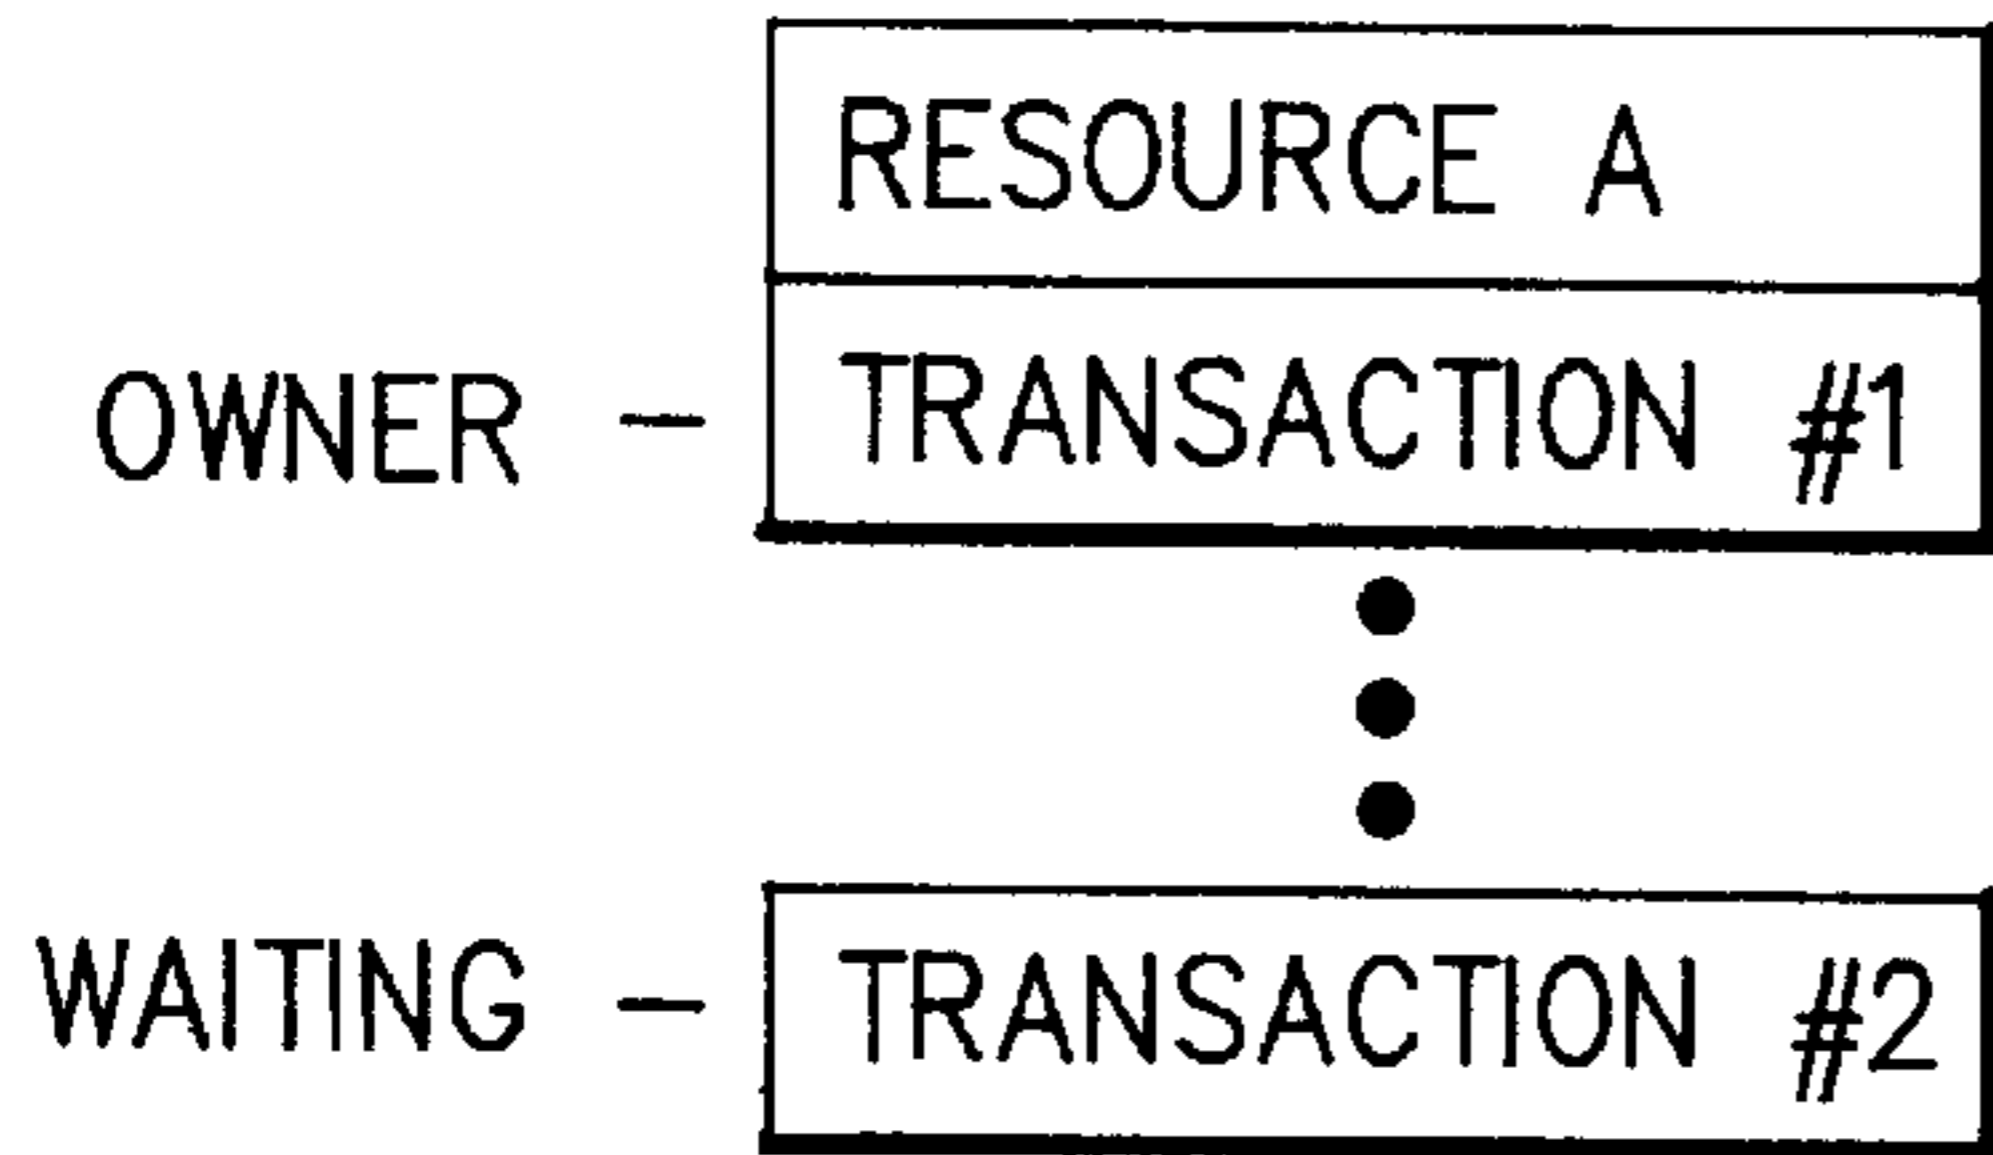 RESOURCE A
OWNER – TRANSACTION #1
WAITING – TRANSACTION #2